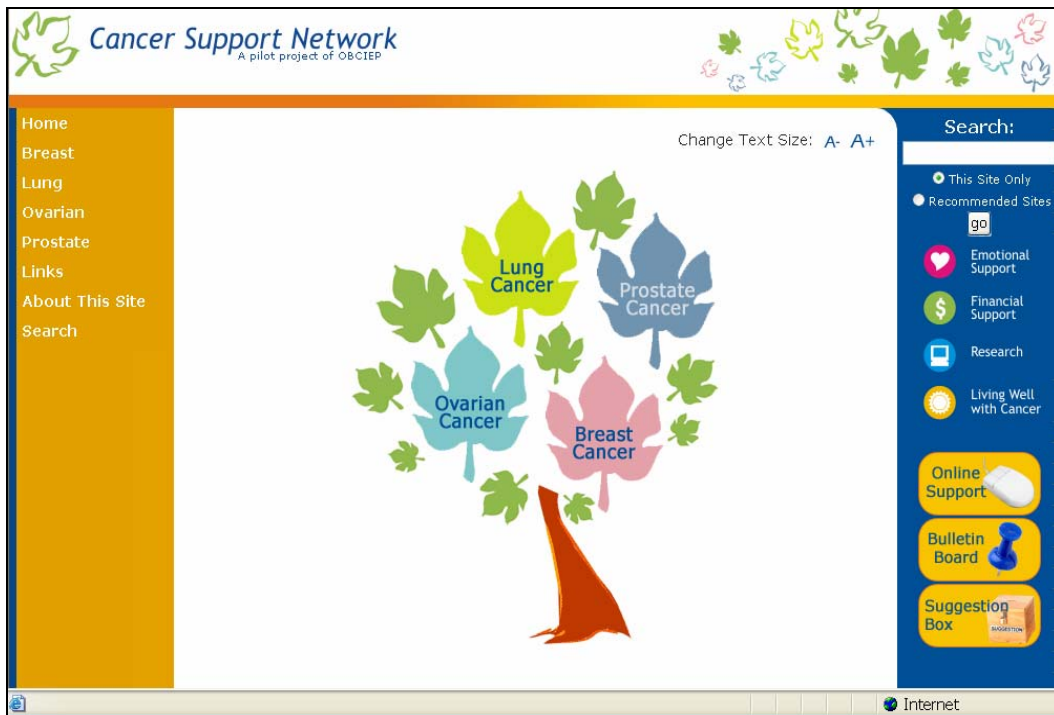 Cancer Support Network
A pilot project of OBCIEP
Home
Breast
Lung
Ovarian
Prostate
Links
About This Site
Search
Change Text Size: A- A+
Lung
Cancer
Prostate
Cancer
Ovarian
Cancer
Breast
Cancer
Search:
This Site Only
Recommended Sites
go
Emotional
Support
$
Financial
Support
Research
Living Well
with Cancer
Online
Support
Bulletin
Board
Suggestion
Box
SUGGESTION
Internet